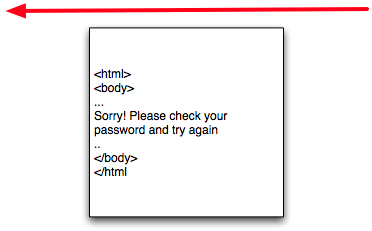 <html>
<body>
...
Sorry! Please check your
password and try again
..
</body>
</html